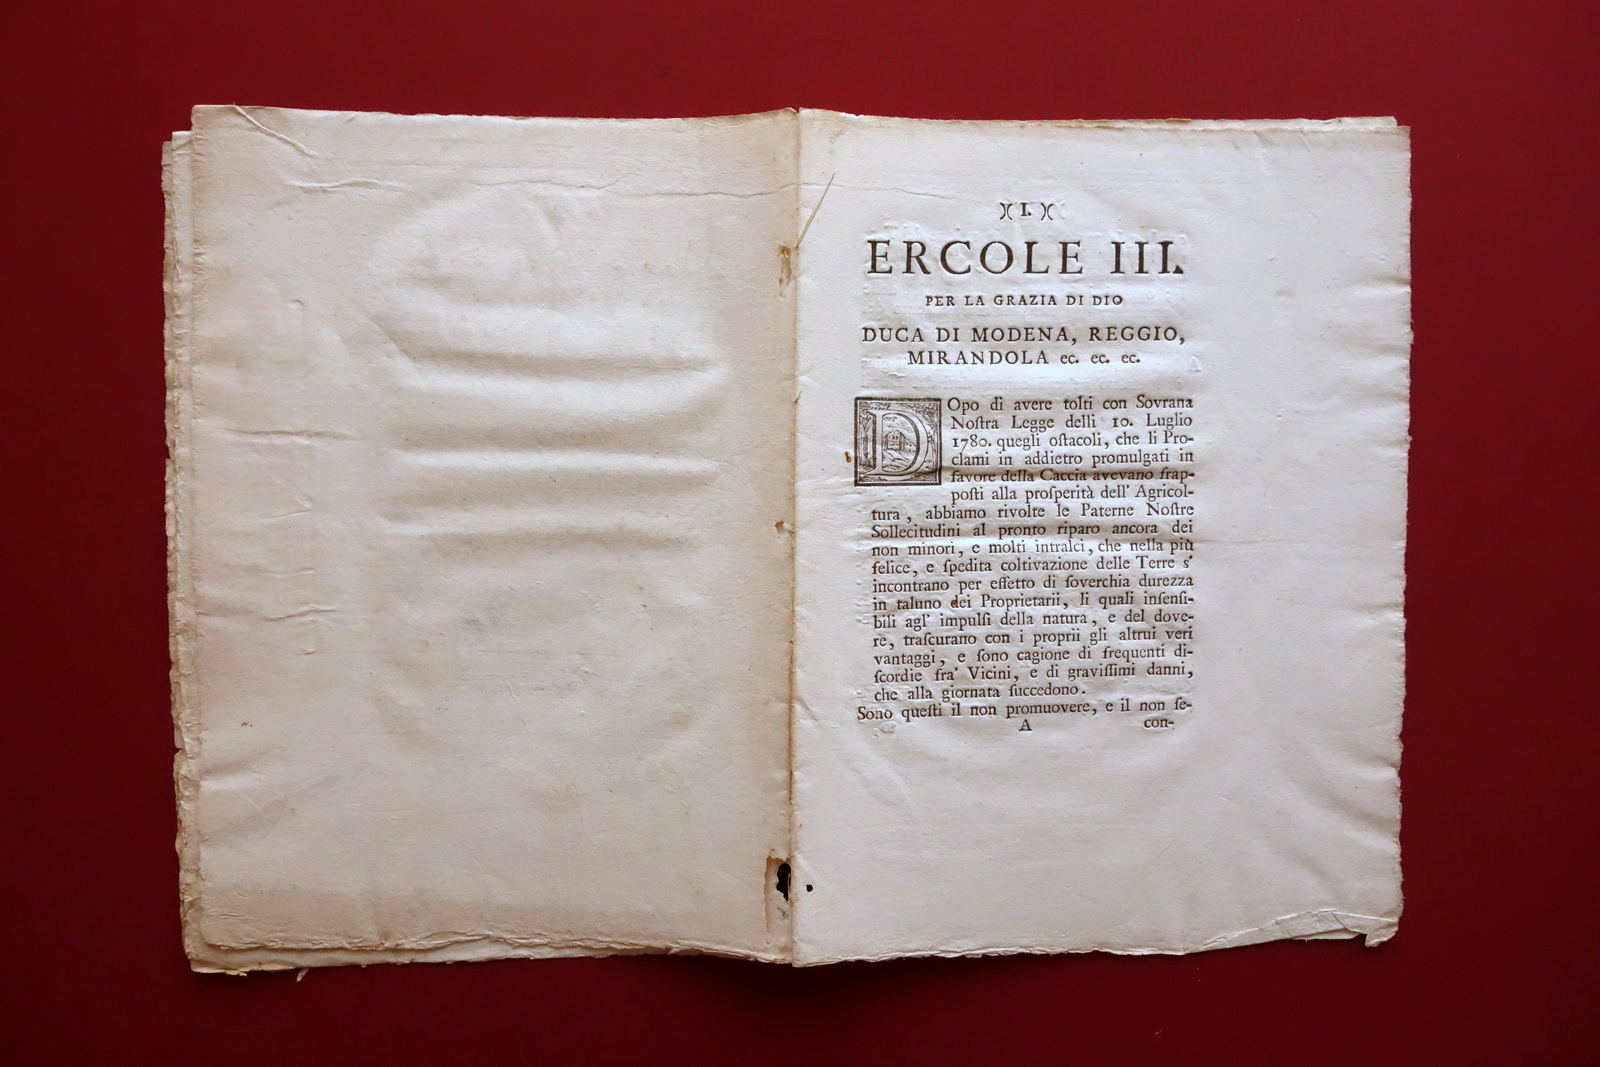 )( I. )(
ERCOLE III.
PER LA GRAZIA DI DIO
DUCA DI MODENA, REGGIO,
MIRANDOLA ec. ec. ec.
DOpo di avere tolti con Sovrana
Noſtra Legge delli 10. Luglio
1780. quegli oſtacoli, che li Pro-
clami in addietro promulgati in
favore della Caccia avevano frap-
poſti alla proſperità dell' Agricol-
tura, abbiamo rivolte le Paterne Noſtre
Sollecitudini al pronto riparo ancora dei
non minori, e molti intralci, che nella più
felice, e ſpedita coltivazione delle Terre s'
incontrano per effetto di ſoverchia durezza
in taluno dei Proprietarii, li quali inſenſi-
bili agl' impulſi della natura, e del dove-
re, traſcurano con i proprii gli altrui veri
vantaggi, e ſono cagione di frequenti di-
ſcordie fra' Vicini, e di graviſſimi danni,
che alla giornata ſuccedono.
Sono queſti il non promuovere, e il non ſe-
A con-